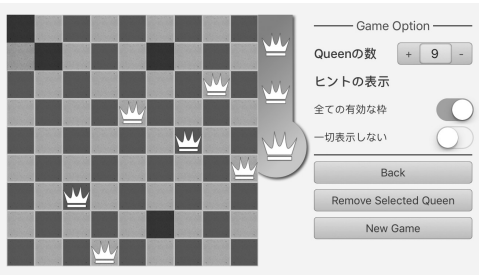 Game Option
Queenの数 + 9 -
ヒントの表示
全ての有効な枠
一切表示しない
Back
Remove Selected Queen
New Game